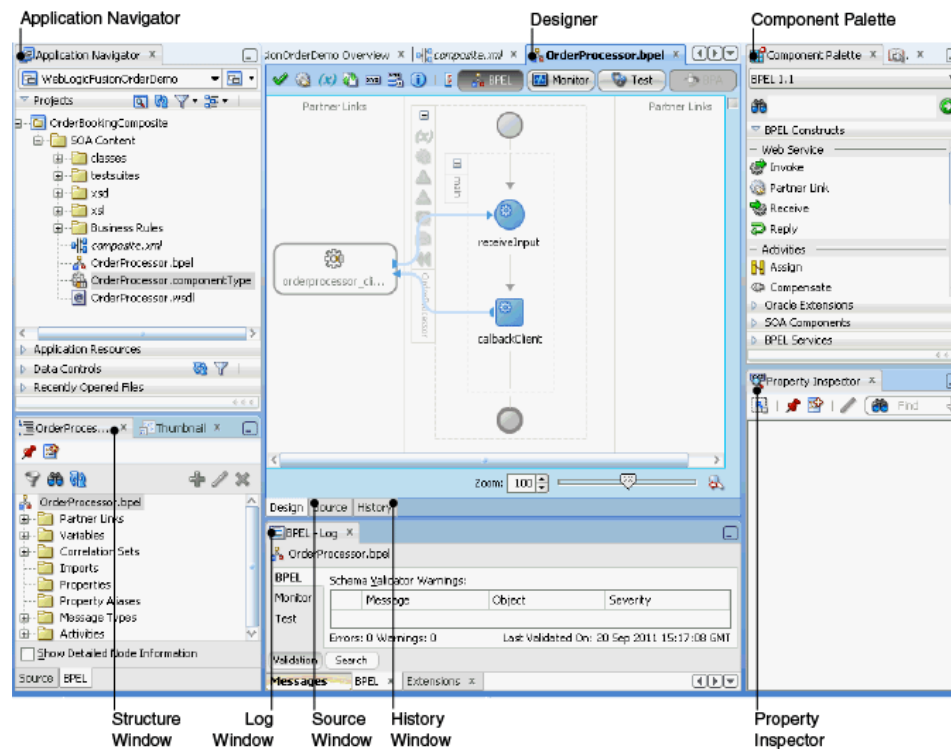 Application Navigator
Designer
Component Palette
Application Navigator
WebLogicFusionOrderDemo
Projects
OrderBookingComposite
SOA Content
classes
testsuites
xsd
xsl
Business Rules
composite.xml
OrderProcessor.bpel
OrderProcessor.componentType
OrderProcessor.wsdl
Application Resources
Data Controls
Recently Opened Files
OrderProces...
Thumbnail
OrderProcessor.bpel
Partner Links
Variables
Correlation Sets
Imports
Properties
Property Aliases
Message Types
Activities
Show Detailed Node Information
Source BPEL
sionOrderDemo Overview
composite.xml
OrderProcessor.bpel
BPEL
Monitor
Test
BPA
Partner Links
Partner Links
main
receiveInput
orderprocessor_cl...
OrderProcessor
callbackClient
Zoom: 100
Design Source History
BPEL - Log
OrderProcessor.bpel
BPEL
Monitor
Test
Schema Validator Warnings:
Message Object Severity
Errors: 0 Warnings: 0 Last Validated On: 20 Sep 2011 15:17:08 GMT
Validation Search
Messages BPEL Extensions
Component Palette
BPEL 1.1
BPEL Constructs
Web Service
Invoke
Partner Link
Receive
Reply
Activities
Assign
Compensate
Oracle Extensions
SOA Components
BPEL Services
Property Inspector
Find
Structure
Window
Log
Window
Source
Window
History
Window
Property
Inspector